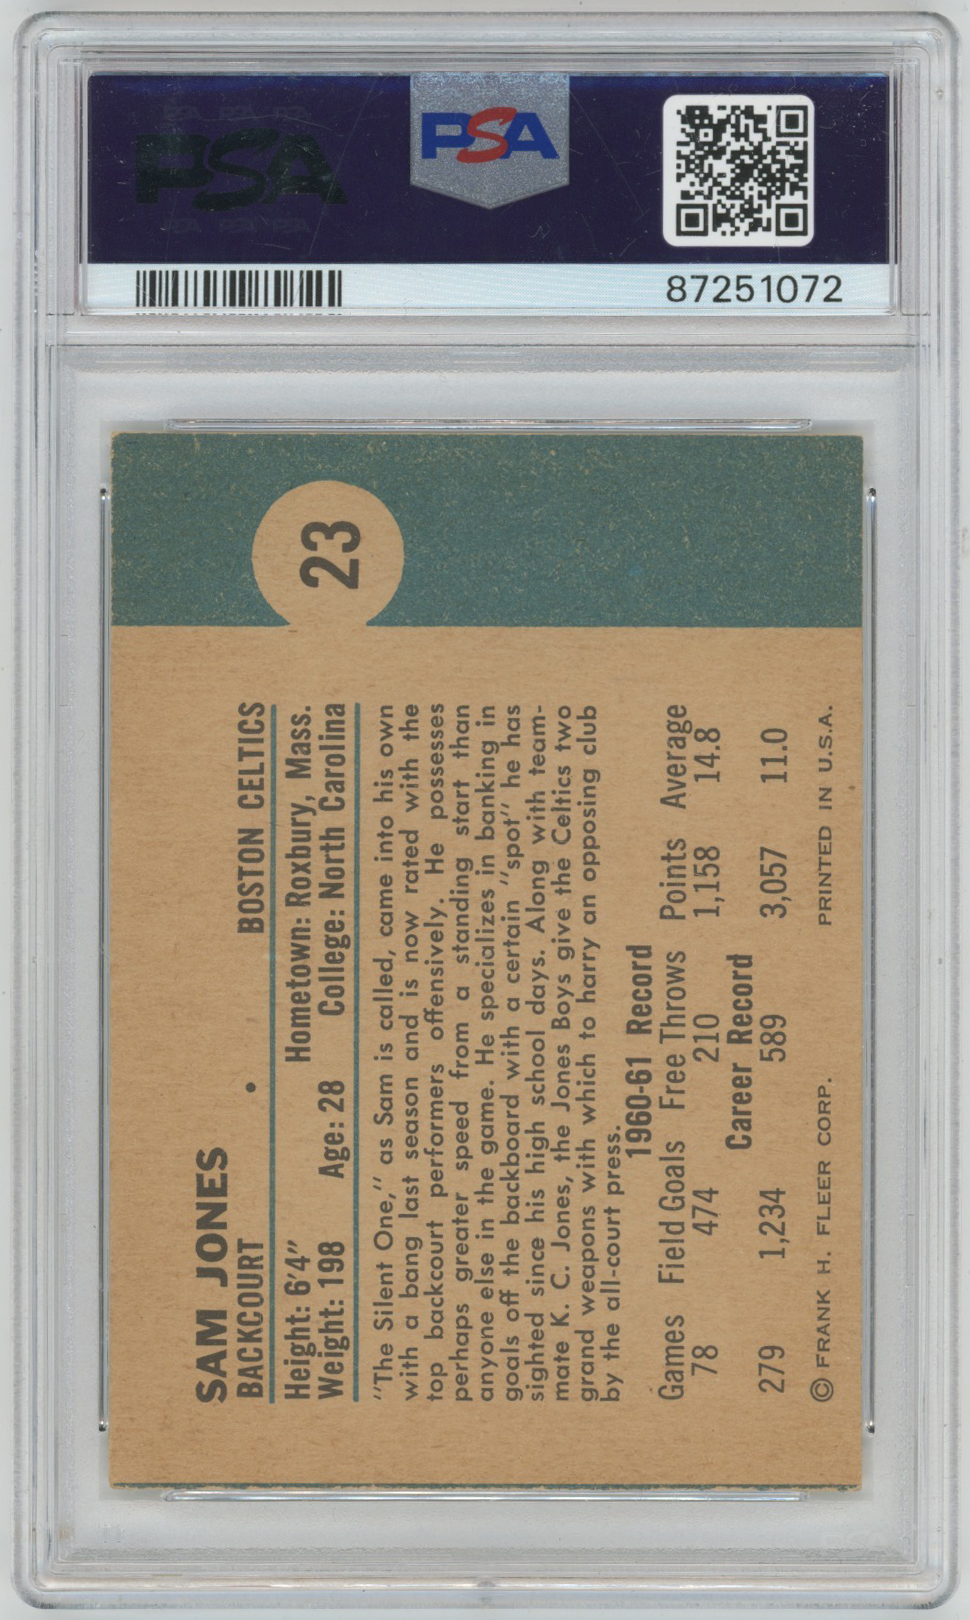 PSA
PSA
87251072
23
SAM JONES
BACKCOURT • BOSTON CELTICS
Height: 6'4" Hometown: Roxbury, Mass.
Weight: 198 Age: 28 College: North Carolina
"The Silent One," as Sam is called, came into his own
with a bang last season and is now rated with the
top backcourt performers offensively. He possesses
perhaps greater speed from a standing start than
anyone else in the game. He specializes in banking in
goals off the backboard with a certain "spot" he has
sighted since his high school days. Along with team-
mate K. C. Jones, the Jones Boys give the Celtics two
grand weapons with which to harry an opposing club
by the all-court press.
1960-61 Record
Games Field Goals Free Throws Points Average
78 474 210 1,158 14.8
Career Record
279 1,234 589 3,057 11.0
© FRANK H. FLEER CORP. PRINTED IN U.S.A.